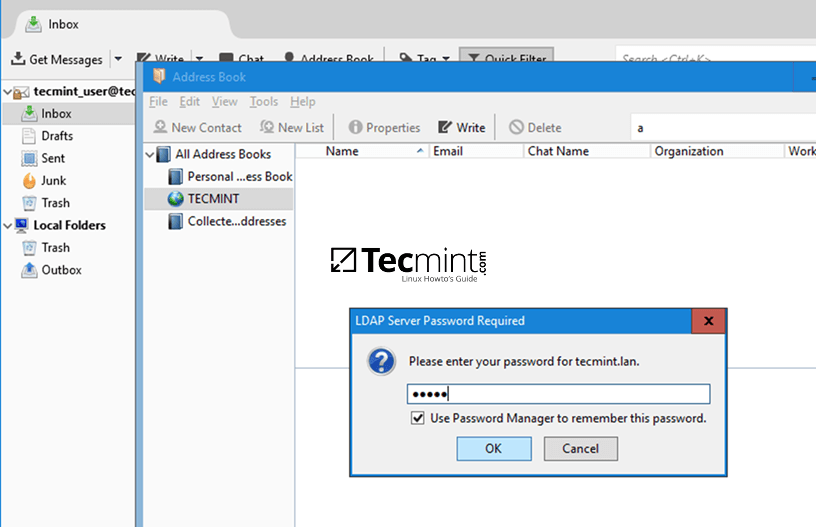 Inbox
Get Messages Write Chat Address Book Tag Quick Filter Search <Ctrl+K>
Address Book
File Edit View Tools Help
New Contact New List Properties Write Delete a
tecmint_user@tec
Inbox
Drafts
Sent
Junk
Trash
Local Folders
Trash
Outbox
All Address Books
Personal ...ess Book
TECMINT
Collecte...ddresses
Name Email Chat Name Organization Work
Tecmint.com
Linux Howto's Guide
LDAP Server Password Required
Please enter your password for tecmint.lan.
Use Password Manager to remember this password.
OK Cancel